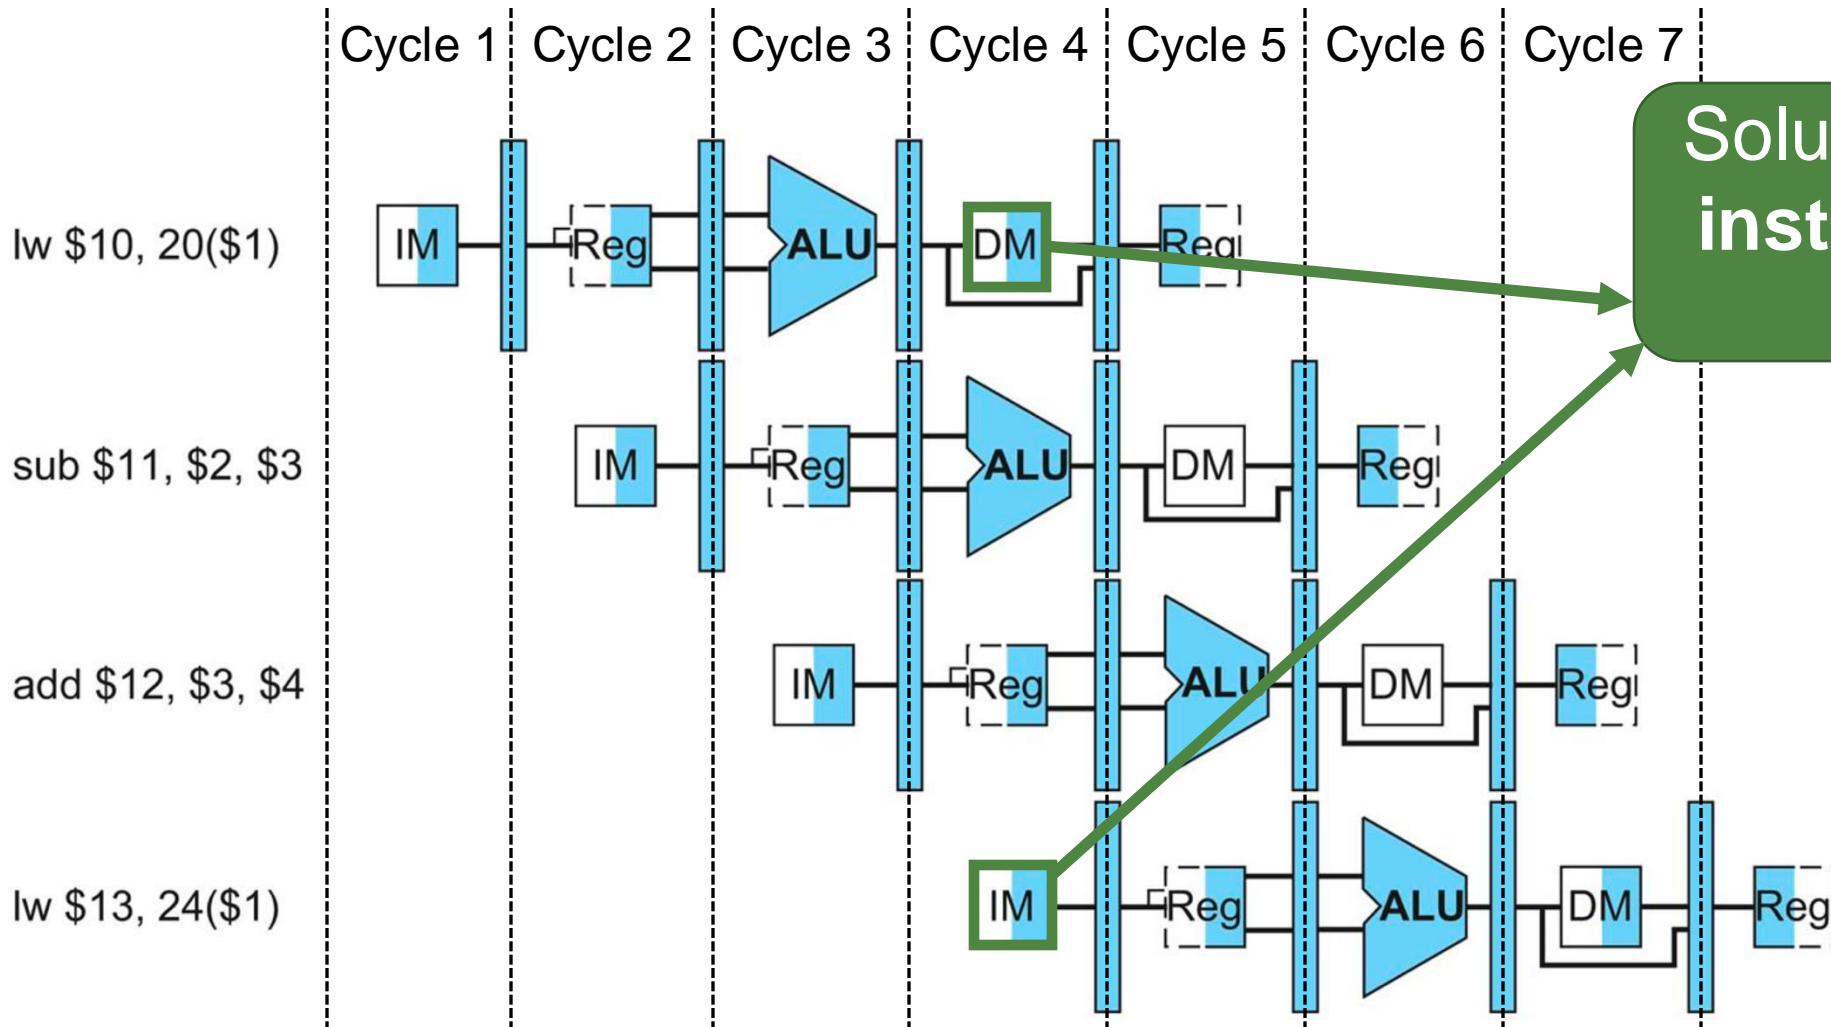 Cycle 1 Cycle 2 Cycle 3 Cycle 4 Cycle 5 Cycle 6 Cycle 7
Solu
inst
lw $10, 20($1) IM Reg ALU DM Reg
sub $11, $2, $3 IM Reg ALU DM Reg
add $12, $3, $4 IM Reg ALU DM Reg
lw $13, 24($1) IM Reg ALU DM Reg